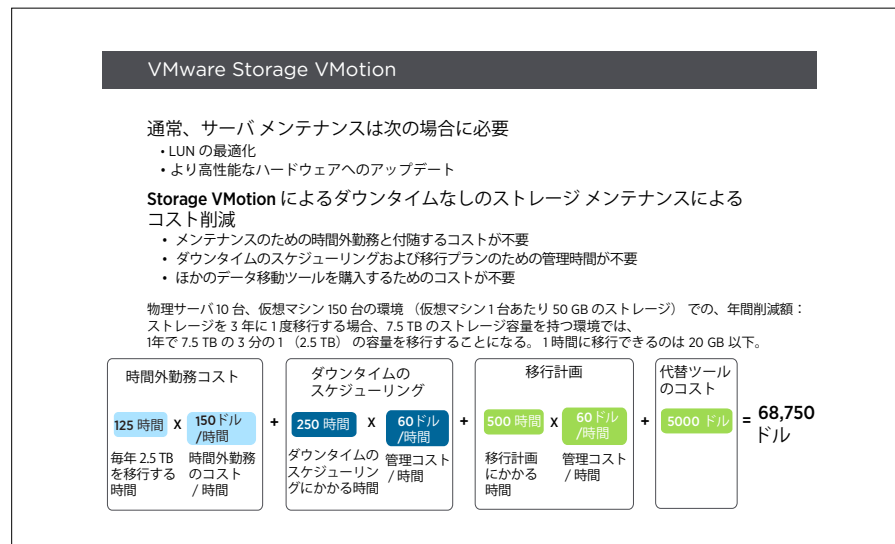 VMware Storage VMotion
通常、サーバ メンテナンスは次の場合に必要
• LUN の最適化
• より高性能なハードウェアへのアップデート
Storage VMotion によるダウンタイムなしのストレージ メンテナンスによる
コスト削減
• メンテナンスのための時間外勤務と付随するコストが不要
• ダウンタイムのスケジューリングおよび移行プランのための管理時間が不要
• ほかのデータ移動ツールを購入するためのコストが不要
物理サーバ 10 台、仮想マシン 150 台の環境 （仮想マシン 1 台あたり 50 GB のストレージ） での、年間削減額：
ストレージを 3 年に 1 度移行する場合、7.5 TB のストレージ容量を持つ環境では、
1年で 7.5 TB の 3 分の 1 （2.5 TB） の容量を移行することになる。 1 時間に移行できるのは 20 GB 以下。
時間外勤務コスト
125 時間 X 150ドル
/時間
毎年 2.5 TB
を移行する
時間
時間外勤務
のコスト
/ 時間
+
ダウンタイムの
スケジューリング
250 時間 X 60ドル
/時間
ダウンタイムの
スケジューリン
グにかかる時間
管理コスト
/ 時間
+
移行計画
500 時間 X 60ドル
/時間
移行計画
にかかる
時間
管理コスト
/ 時間
+
代替ツール
のコスト
5000 ドル
= 68,750
ドル